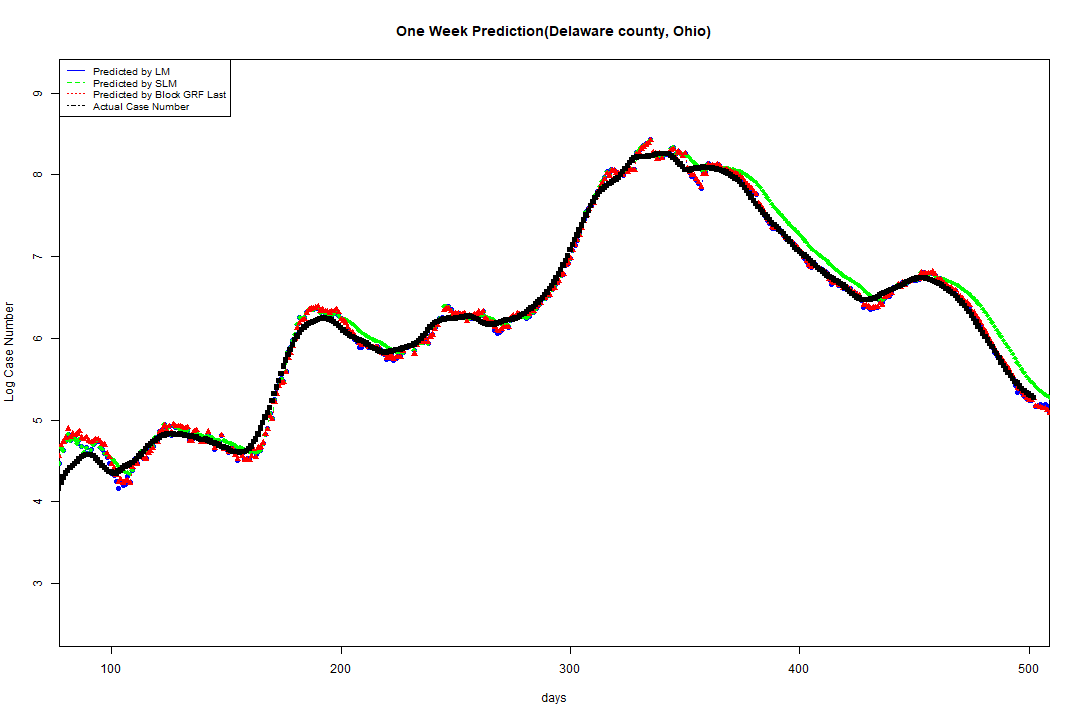 One Week Prediction(Delaware county, Ohio)
Predicted by LM
Predicted by SLM
Predicted by Block GRF Last
Actual Case Number
Log Case Number
9
8
7
6
5
4
3
100 200 300 400 500
days